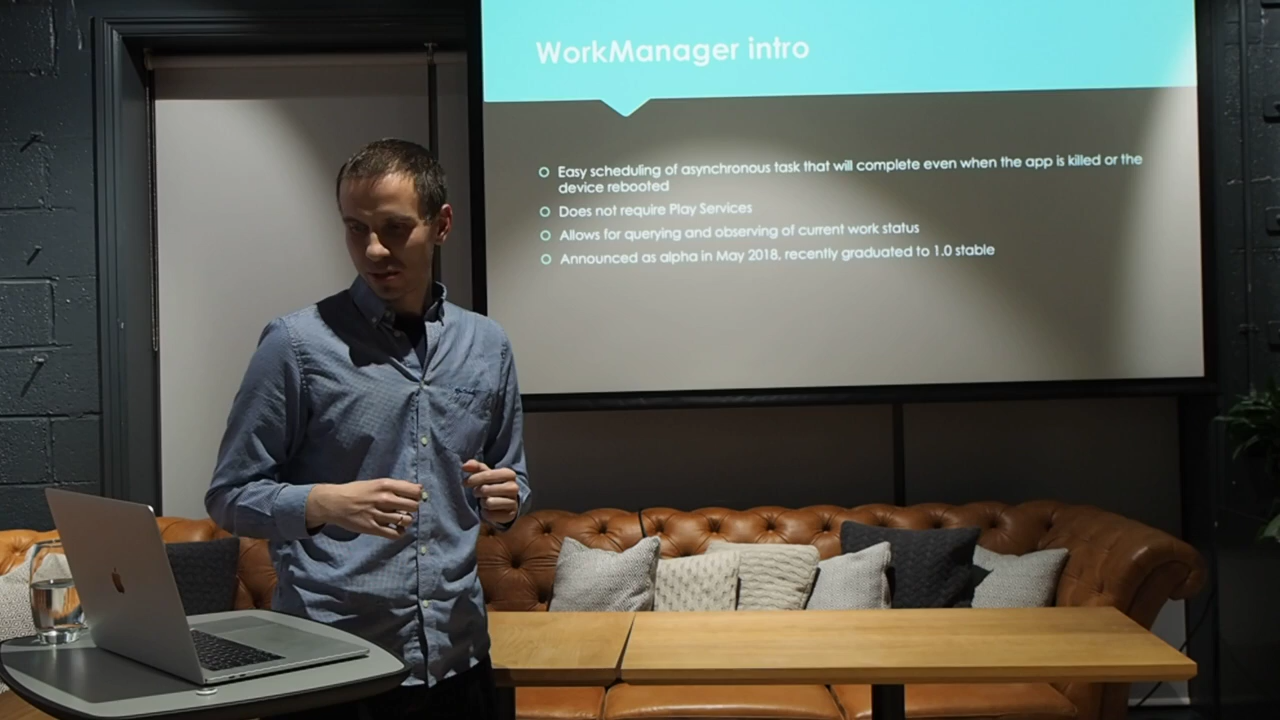 WorkManager intro
Easy scheduling of asynchronous task that will complete even when the app is killed or the
device rebooted
Does not require Play Services
Allows for querying and observing of current work status
Announced as alpha in May 2018, recently graduated to 1.0 stable